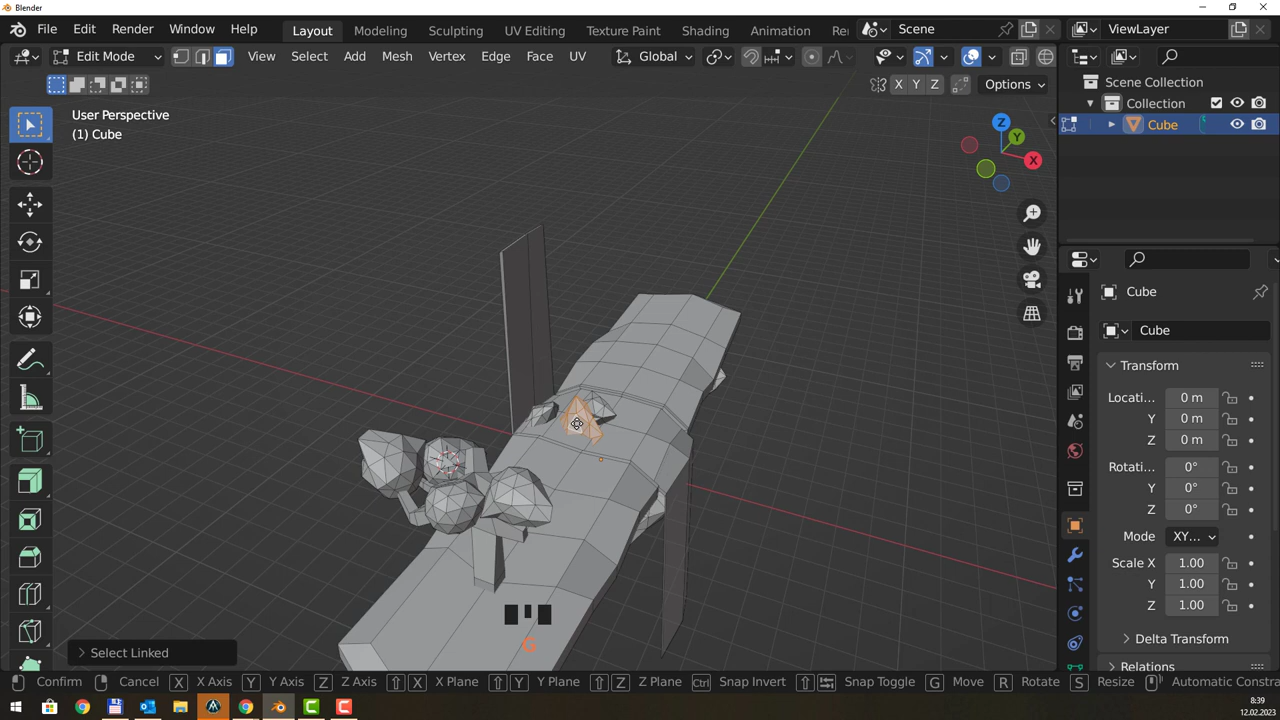 Blender
File Edit Render Window Help Layout Modeling Sculpting UV Editing Texture Paint Shading Animation Re Scene ViewLayer
Edit Mode View Select Add Mesh Vertex Edge Face UV Global
X Y Z Options
User Perspective
(1) Cube
Z
Y
X
Scene Collection
Collection
Cube
Cube
Cube
Transform
Locati... 0 m
Y 0 m
Z 0 m
Rotati... 0°
Y 0°
Z 0°
Mode XY...
Scale X 1.00
Y 1.00
Z 1.00
Delta Transform
Relations
G
Select Linked
Confirm Cancel X X Axis Y Y Axis Z Z Axis X X Plane Y Y Plane Z Z Plane Ctrl Snap Invert Snap Toggle G Move R Rotate S Resize Automatic Constra
8:39
12.02.2023